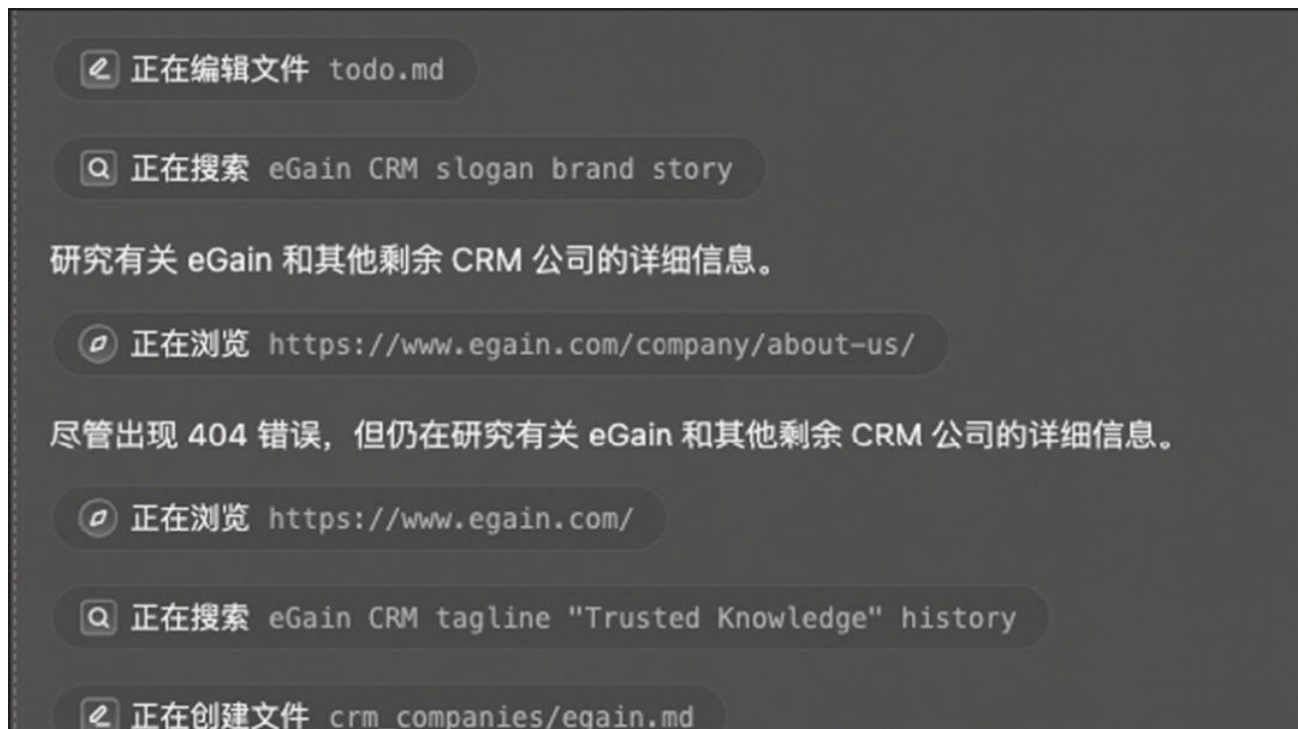 正在编辑文件 todo.md
正在搜索 eGain CRM slogan brand story
研究有关 eGain 和其他剩余 CRM 公司的详细信息。
正在浏览 https://www.egain.com/company/about-us/
尽管出现 404 错误，但仍在研究有关 eGain 和其他剩余 CRM 公司的详细信息。
正在浏览 https://www.egain.com/
正在搜索 eGain CRM tagline "Trusted Knowledge" history
正在创建文件 crm_companies/egain.md